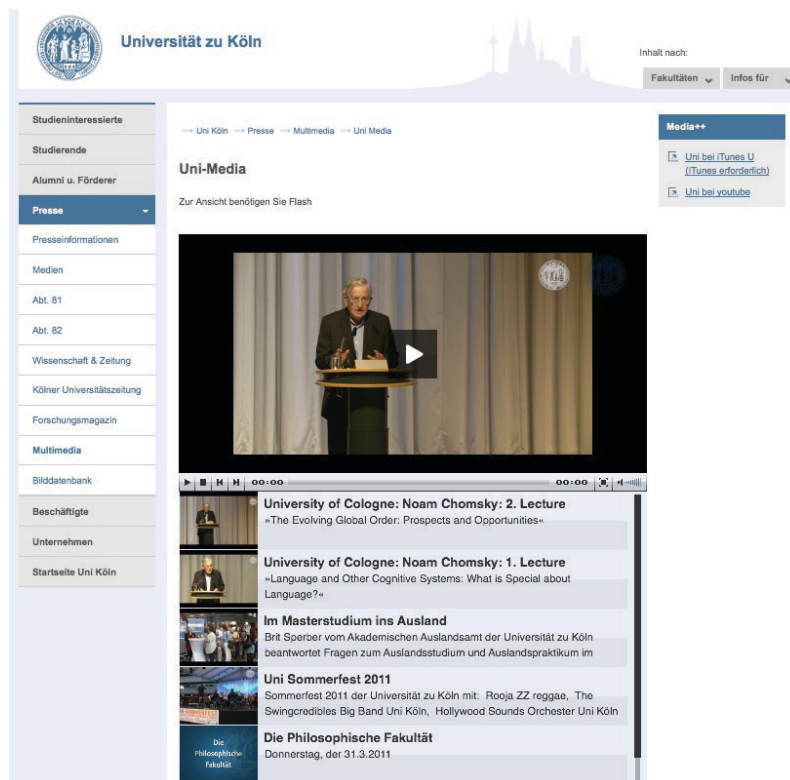 Universität zu Köln
Inhalt nach:
Fakultäten
Infos für
Studieninteressierte
Studierende
Alumni u. Förderer
Presse
Presseinformationen
Medien
Abt. 81
Abt. 82
Wissenschaft & Zeitung
Kölner Universitätszeitung
Forschungsmagazin
Multimedia
Bilddatenbank
Beschäftigte
Unternehmen
Startseite Uni Köln
→ Uni Köln → Presse → Multimedia → Uni Media
Uni-Media
Zur Ansicht benötigen Sie Flash
00:00
00:00
University of Cologne: Noam Chomsky: 2. Lecture
»The Evolving Global Order: Prospects and Opportunities«
University of Cologne: Noam Chomsky: 1. Lecture
»Language and Other Cognitive Systems: What is Special about
Language?«
Im Masterstudium ins Ausland
Brit Sperber vom Akademischen Auslandsamt der Universität zu Köln
beantwortet Fragen zum Auslandsstudium und Auslandspraktikum im
Uni Sommerfest 2011
Sommerfest 2011 der Universität zu Köln mit: Rooja ZZ reggae, The
Swingcredibles Big Band Uni Köln, Hollywood Sounds Orchester Uni Köln
Die
Philosophische
Fakultät
Die Philosophische Fakultät
Donnerstag, der 31.3.2011
Media++
Uni bei iTunes U
(iTunes erforderlich)
Uni bei youtube